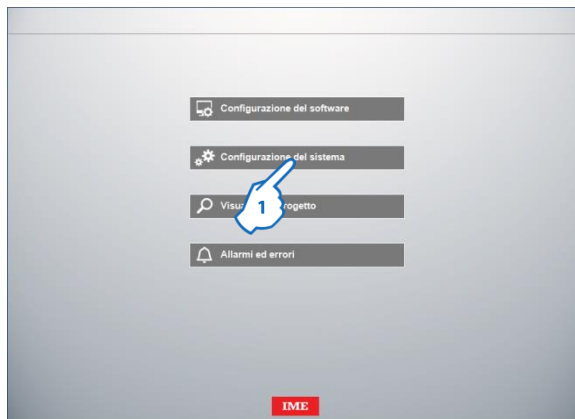 Configurazione del software
Configurazione del sistema
1
Allarmi ed errori
IME